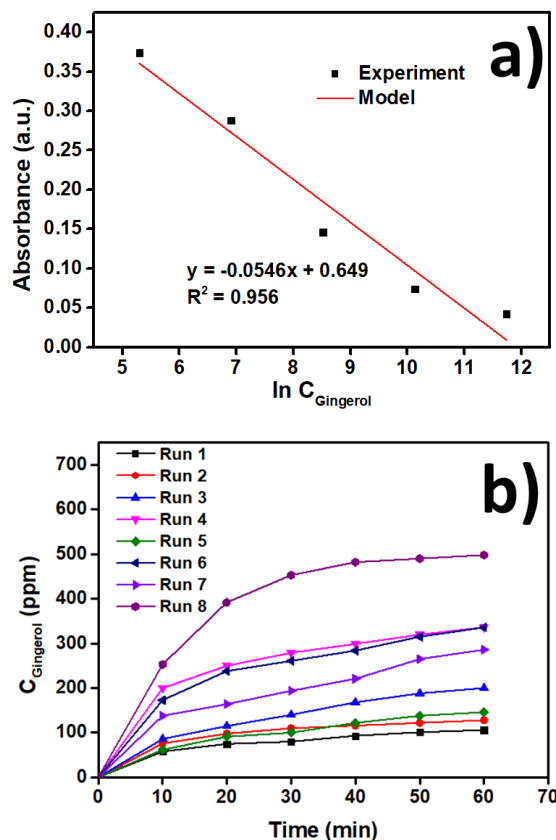 a)
0.40
0.35
0.30
0.25
0.20
0.15
0.10
0.05
0.00
Absorbance (a.u.)
Experiment
Model
y = -0.0546x + 0.649
R² = 0.956
5 6 7 8 9 10 11 12
ln C_Gingerol
b)
700
600
500
400
300
200
100
0
C_Gingerol (ppm)
Run 1
Run 2
Run 3
Run 4
Run 5
Run 6
Run 7
Run 8
0 10 20 30 40 50 60 70
Time (min)